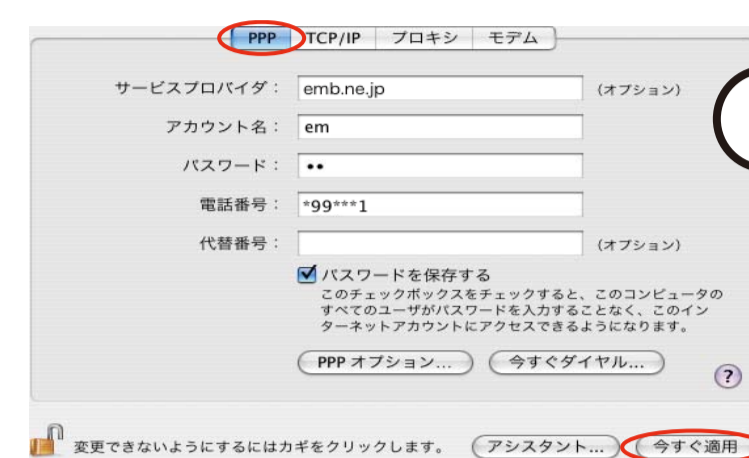 PPP TCP/IP プロキシ モデム
サービスプロバイダ： emb.ne.jp （オプション）
アカウント名： em
パスワード： ••
電話番号： *99***1
代替番号： （オプション）
パスワードを保存する
このチェックボックスをチェックすると、このコンピュータの
すべてのユーザがパスワードを入力することなく、このイン
ターネットアカウントにアクセスできるようになります。
PPP オプション... 今すぐダイヤル... ?
変更できないようにするにはカギをクリックします。 アシスタント... 今すぐ適用